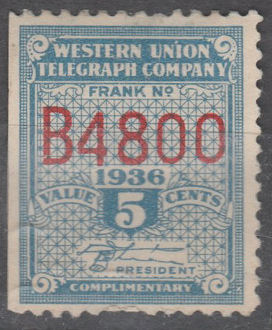 WESTERN UNION
TELEGRAPH COMPANY
FRANK Nº
B4800
1936
VALUE 5 CENTS
PRESIDENT
COMPLIMENTARY